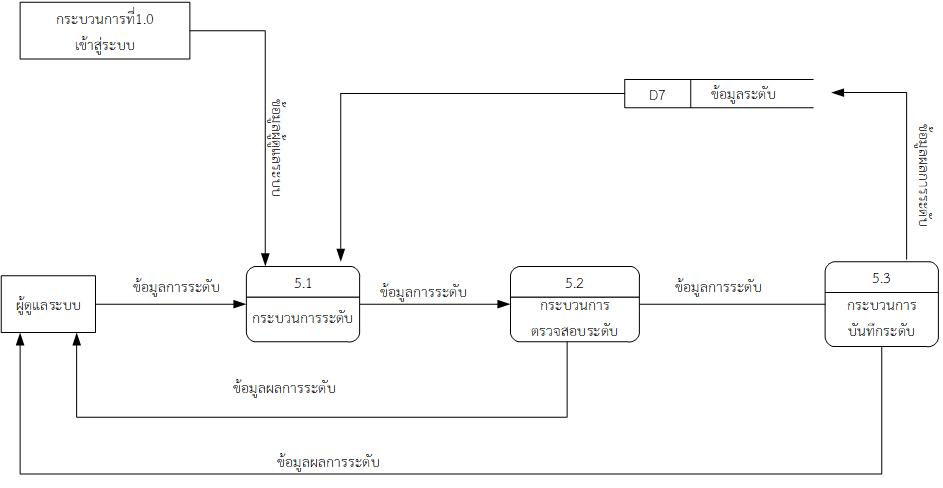 กระบวนการที่1.0
เข้าสู่ระบบ
ข้อมูลผู้ดูแลระบบ
D7
ข้อมูลระดับ
ข้อมูลผลการระดับ
ผู้ดูแลระบบ
ข้อมูลการระดับ
5.1
กระบวนการระดับ
ข้อมูลการระดับ
5.2
กระบวนการ
ตรวจสอบระดับ
ข้อมูลการระดับ
5.3
กระบวนการ
บันทึกระดับ
ข้อมูลผลการระดับ
ข้อมูลผลการระดับ